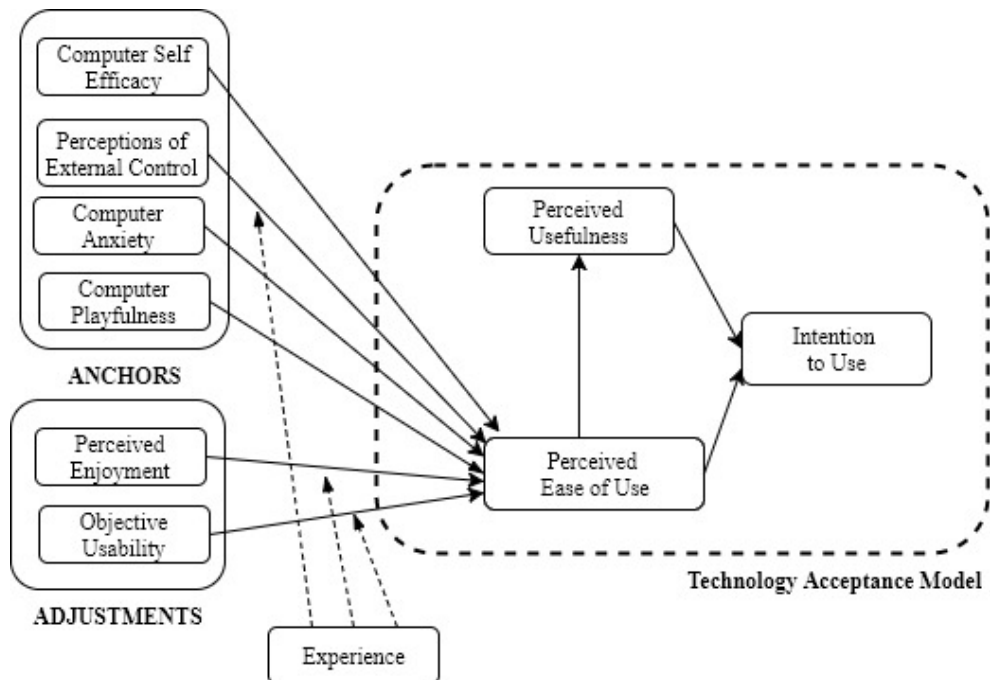 Computer Self
Efficacy
Perceptions of
External Control
Computer
Anxiety
Computer
Playfulness
ANCHORS
Perceived
Enjoyment
Objective
Usability
ADJUSTMENTS
Experience
Perceived
Usefulness
Intention
to Use
Perceived
Ease of Use
Technology Acceptance Model